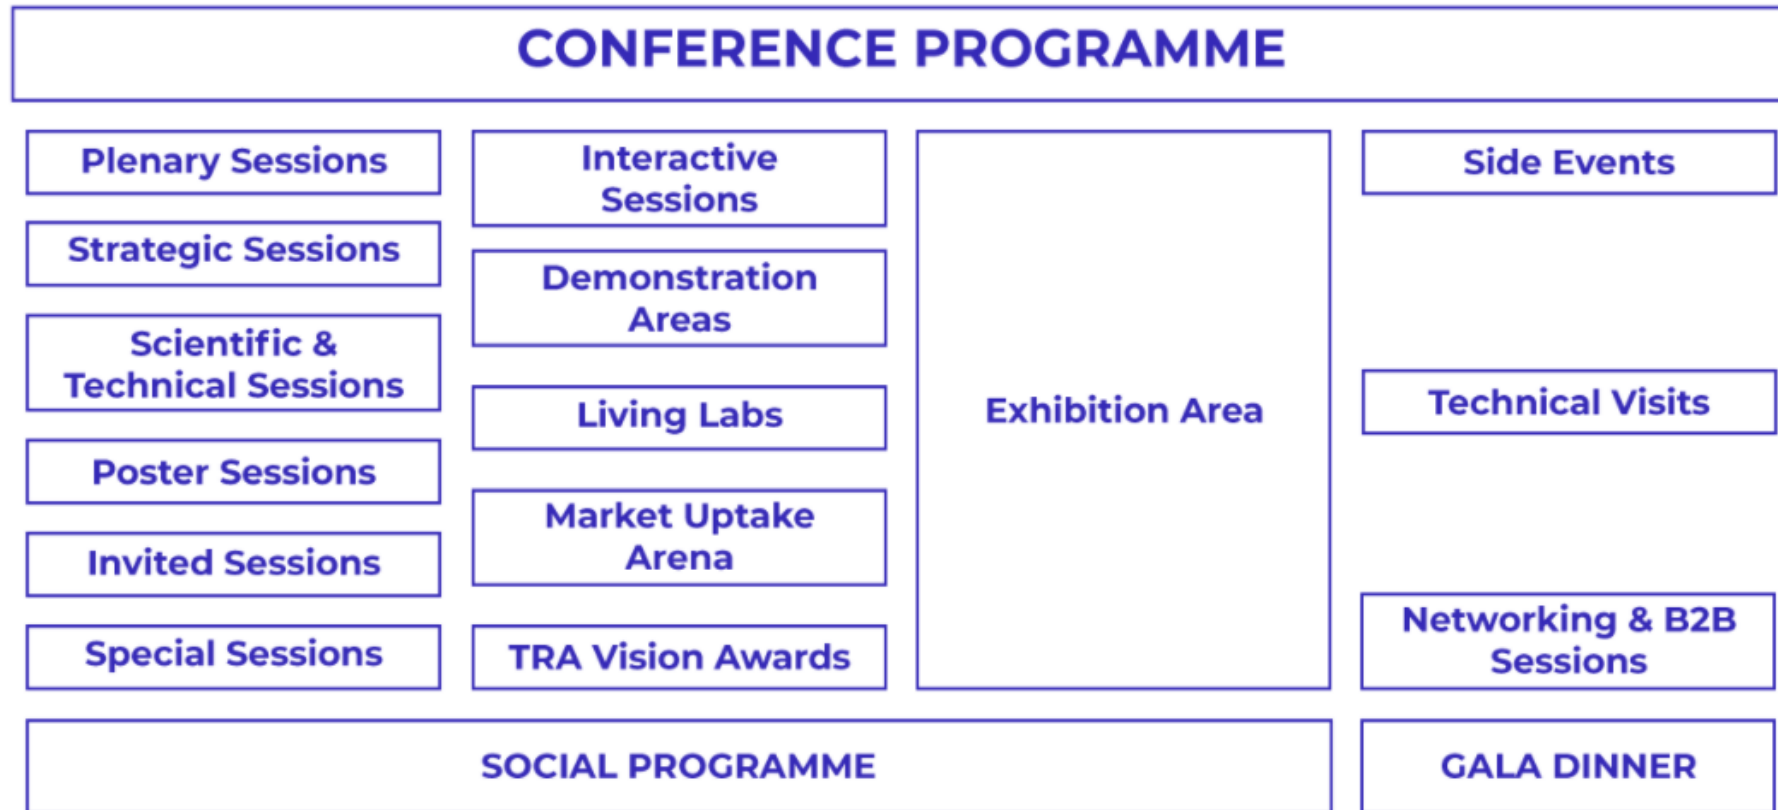 CONFERENCE PROGRAMME
Plenary Sessions
Strategic Sessions
Scientific &
Technical Sessions
Poster Sessions
Invited Sessions
Special Sessions
Interactive
Sessions
Demonstration
Areas
Living Labs
Market Uptake
Arena
TRA Vision Awards
Exhibition Area
Side Events
Technical Visits
Networking & B2B
Sessions
SOCIAL PROGRAMME
GALA DINNER